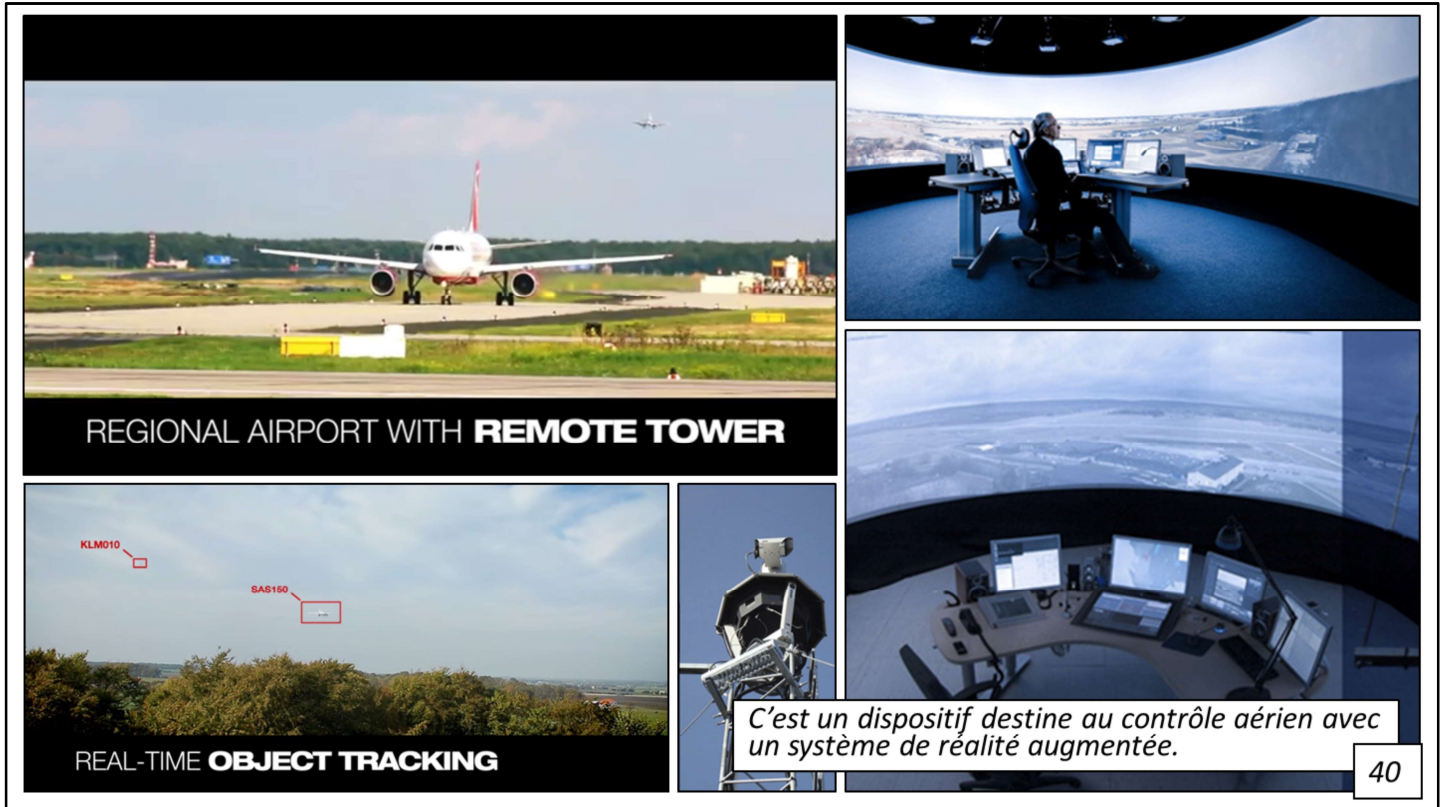 REGIONAL AIRPORT WITH REMOTE TOWER
KLM010
SAS150
REAL-TIME OBJECT TRACKING
C'est un dispositif destine au contrôle aérien avec
un système de réalité augmentée.
40